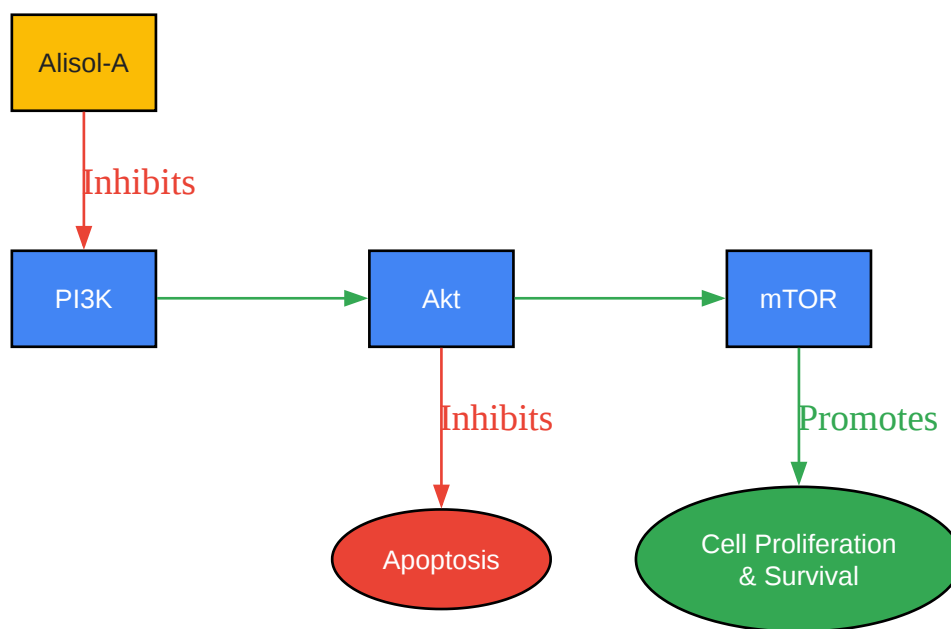 Alisol-A
Inhibits
PI3K
Akt
mTOR
Inhibits
Promotes
Apoptosis
Cell Proliferation
& Survival